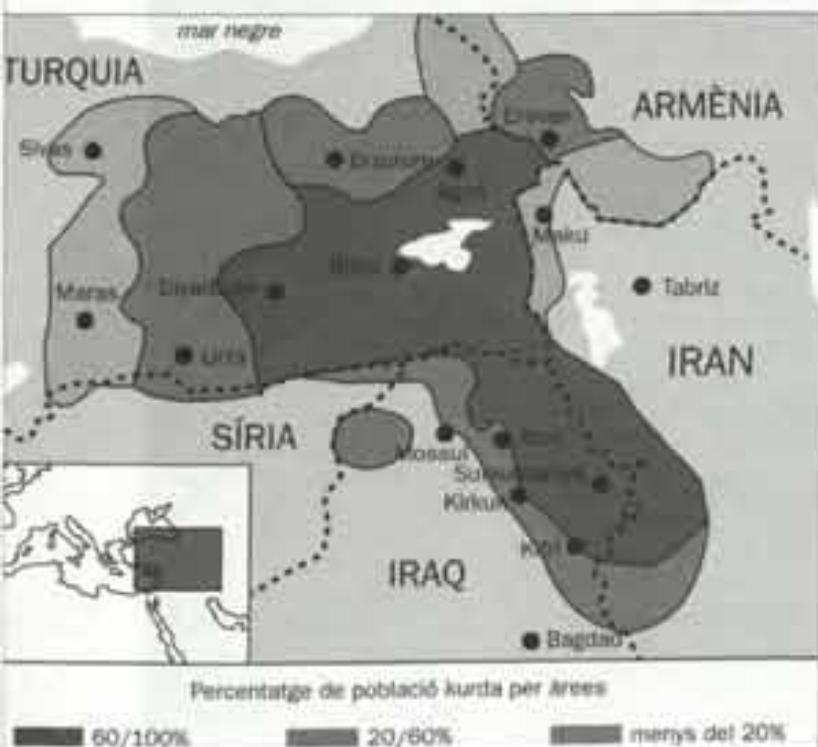 mar negre
TURQUIA
ARMÈNIA
Sivas
Erevan
Erzurum
Maku
Maras
Diyarbakir
Bitlis
Tabriz
Urfa
IRAN
SÍRIA
Mossul
Kirkuk
IRAQ
Bagdad
Percentatge de població kurda per àrees
60/100%
20/60%
menys del 20%